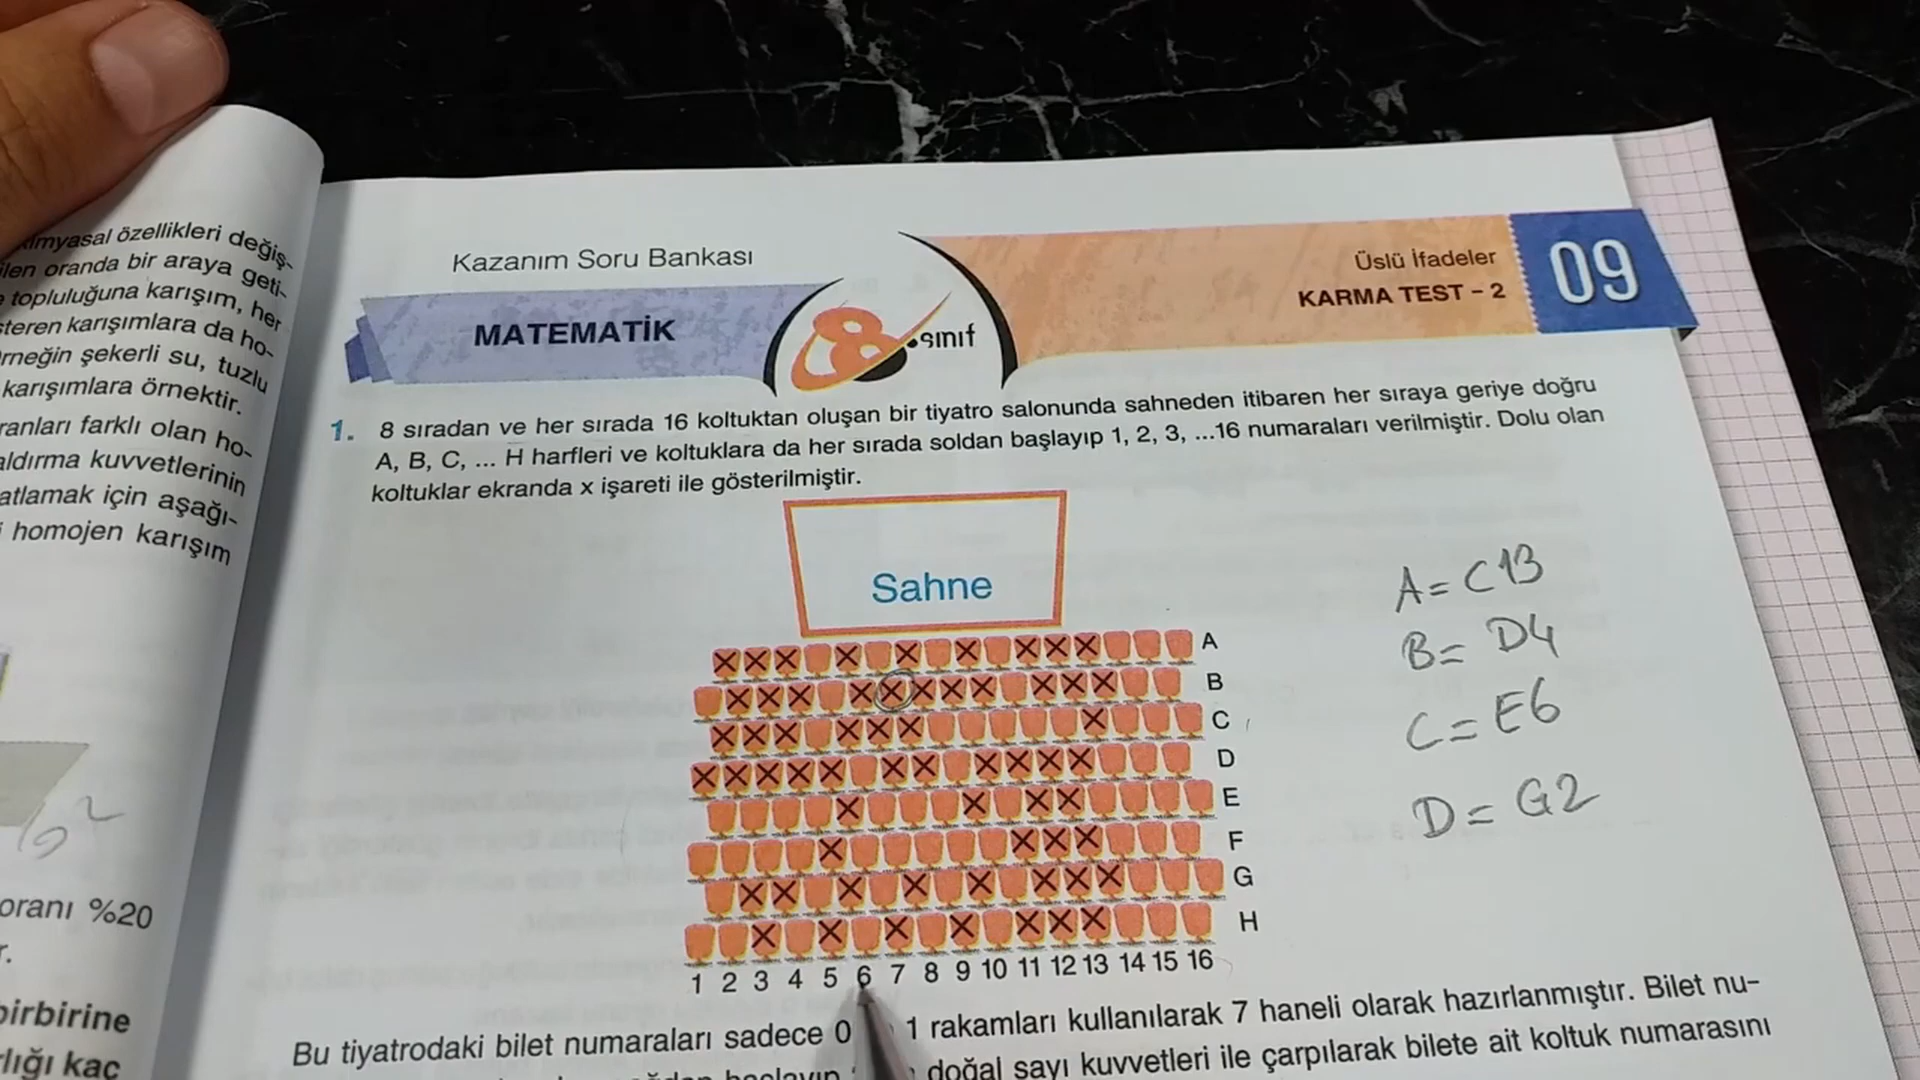 imyasal özellikleri değiş-
ilen oranda bir araya geti-
topluluğuna karışım, her
steren karışımlara da ho-
rneğin şekerli su, tuzlu
karışımlara örnektir.
ranları farklı olan ho-
aldırma kuvvetlerinin
atlamak için aşağı-
homojen karışım
oranı %20
r.
birbirine
rlığı kaç
Kazanım Soru Bankası
MATEMATİK
8.sınıf
Üslü İfadeler
KARMA TEST - 2
09
1. 8 sıradan ve her sırada 16 koltuktan oluşan bir tiyatro salonunda sahneden itibaren her sıraya geriye doğru
A, B, C, ... H harfleri ve koltuklara da her sırada soldan başlayıp 1, 2, 3, ...16 numaraları verilmiştir. Dolu olan
koltuklar ekranda x işareti ile gösterilmiştir.
Sahne
A
B
C
D
E
F
G
H
1 2 3 4 5 6 7 8 9 10 11 12 13 14 15 16
A= C13
B= D4
C= E6
D= G2
Bu tiyatrodaki bilet numaraları sadece 0 1 rakamları kullanılarak 7 haneli olarak hazırlanmıştır. Bilet nu-
doğal sayı kuvvetleri ile çarpılarak bilete ait koltuk numarasını